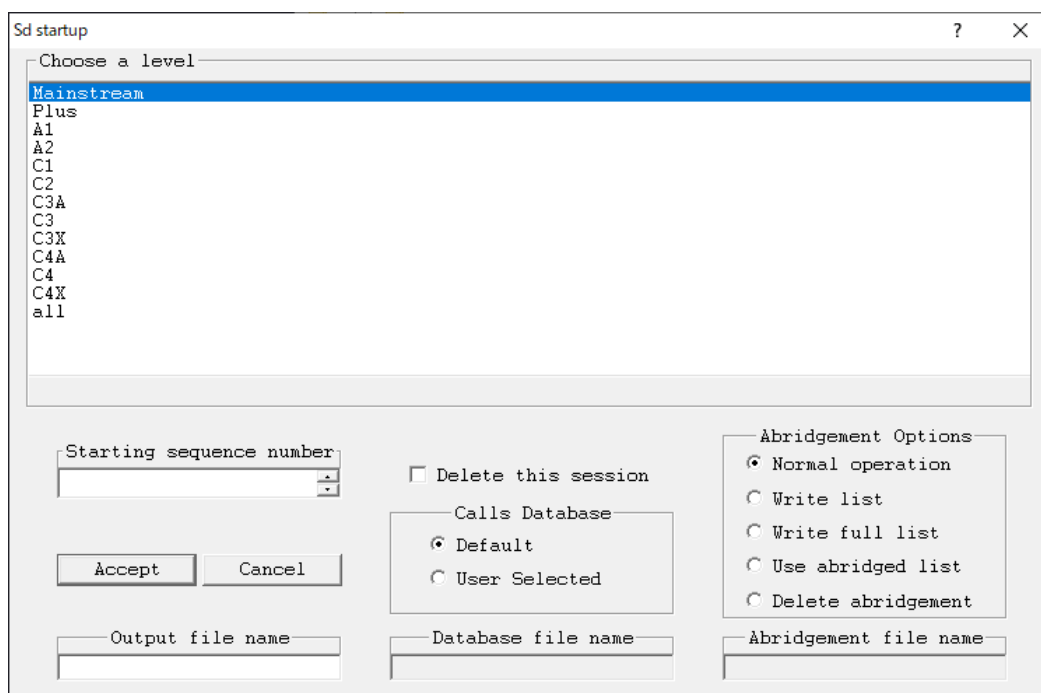 Sd startup
Choose a level
Mainstream
Plus
A1
A2
C1
C2
C3A
C3
C3X
C4A
C4
C4X
all
Starting sequence number
Delete this session
Calls Database
Default
User Selected
Abridgement Options
Normal operation
Write list
Write full list
Use abridged list
Delete abridgement
Accept
Cancel
Output file name
Database file name
Abridgement file name